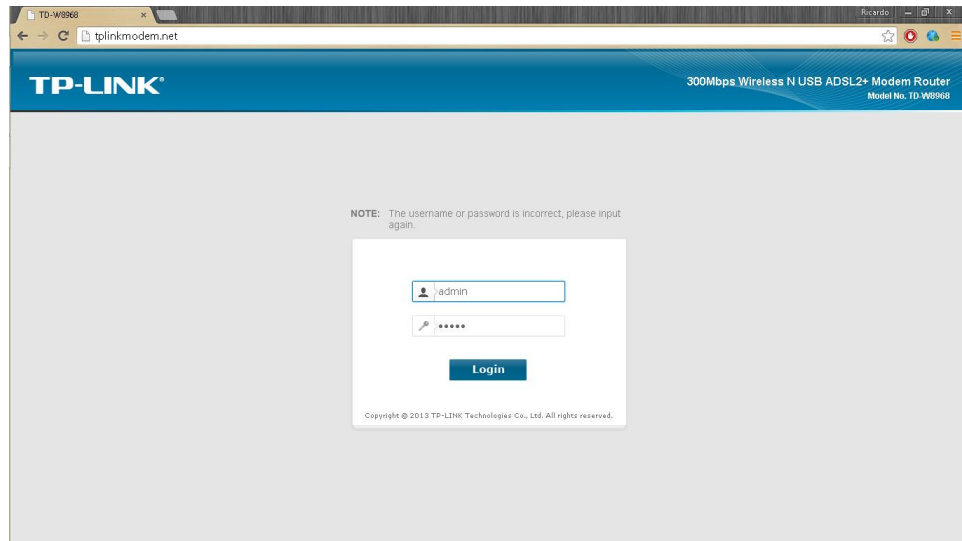 TD-W8968
Ricardo
tplinkmodem.net
TP-LINK®
300Mbps Wireless N USB ADSL2+ Modem Router
Model No. TD-W8968
NOTE: The username or password is incorrect, please input
again.
admin
•••••
Login
Copyright © 2013 TP-LINK Technologies Co., Ltd. All rights reserved.